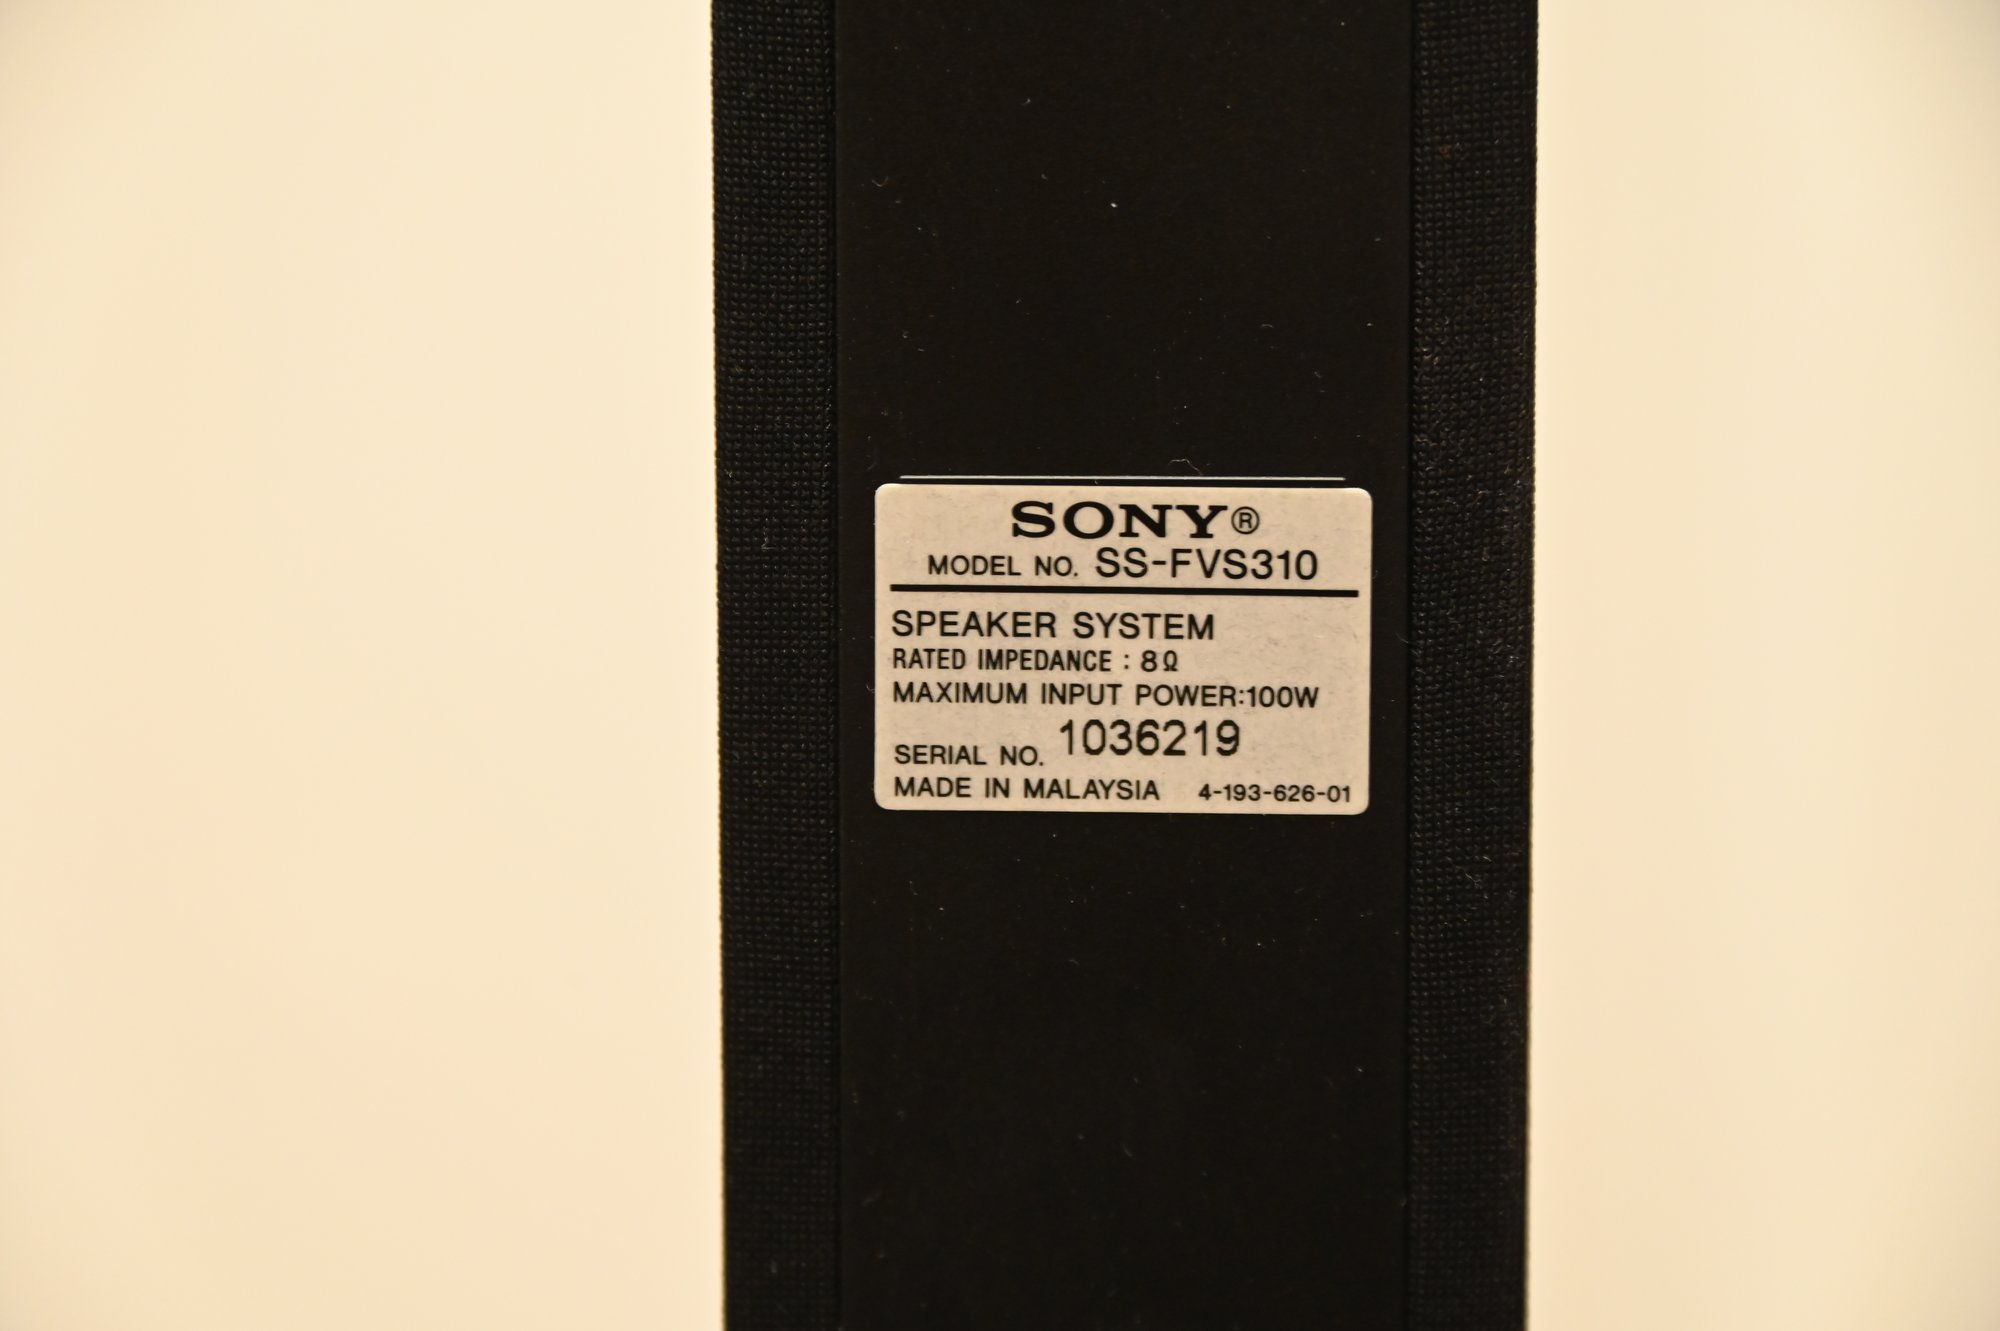 SONY®
MODEL NO. SS-FVS310
SPEAKER SYSTEM
RATED IMPEDANCE : 8Ω
MAXIMUM INPUT POWER:100W
SERIAL NO. 1036219
MADE IN MALAYSIA 4-193-626-01